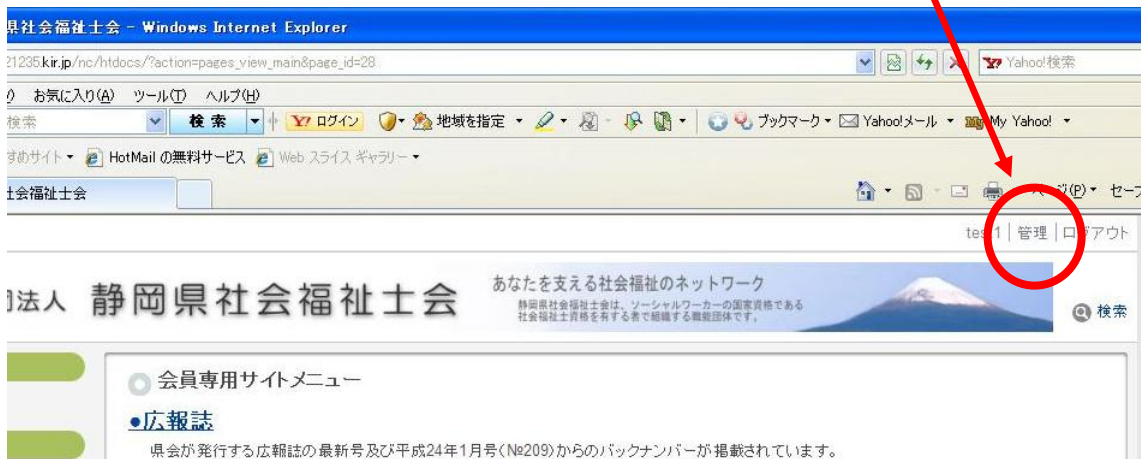 県社会福祉士会 - Windows Internet Explorer
21235.kir.jp/nc/htdocs/?action=pages_view_main&page_id=28
Yahoo!検索
お気に入り(A) ツール(T) ヘルプ(H)
検索 検索 Y! ログイン 地域を指定 ブックマーク Yahoo!メール My Yahoo!
すめサイト HotMail の無料サービス Web スライス ギャラリー
社会福祉士会
(P) セーフ
管理 ログアウト
法人 静岡県社会福祉士会
あなたを支える社会福祉のネットワーク
静岡県社会福祉士会は、ソーシャルワーカーの国家資格である
社会福祉士資格を有する者で組織する職能団体です。
検索
会員専用サイトメニュー
●広報誌
県会が発行する広報誌の最新号及び平成24年1月号(№209)からのバックナンバーが掲載されています。